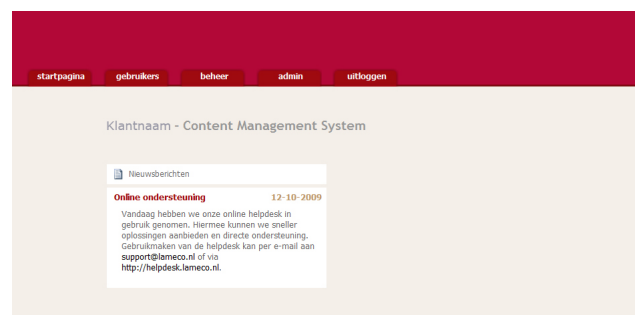 startpagina gebruikers beheer admin uitloggen
Klantnaam - Content Management System
Nieuwsberichten
Online ondersteuning 12-10-2009
Vandaag hebben we onze online helpdesk in
gebruik genomen. Hiermee kunnen we sneller
oplossingen aanbieden en directe ondersteuning.
Gebruikmaken van de helpdesk kan per e-mail aan
support@lameco.nl of via
http://helpdesk.lameco.nl.